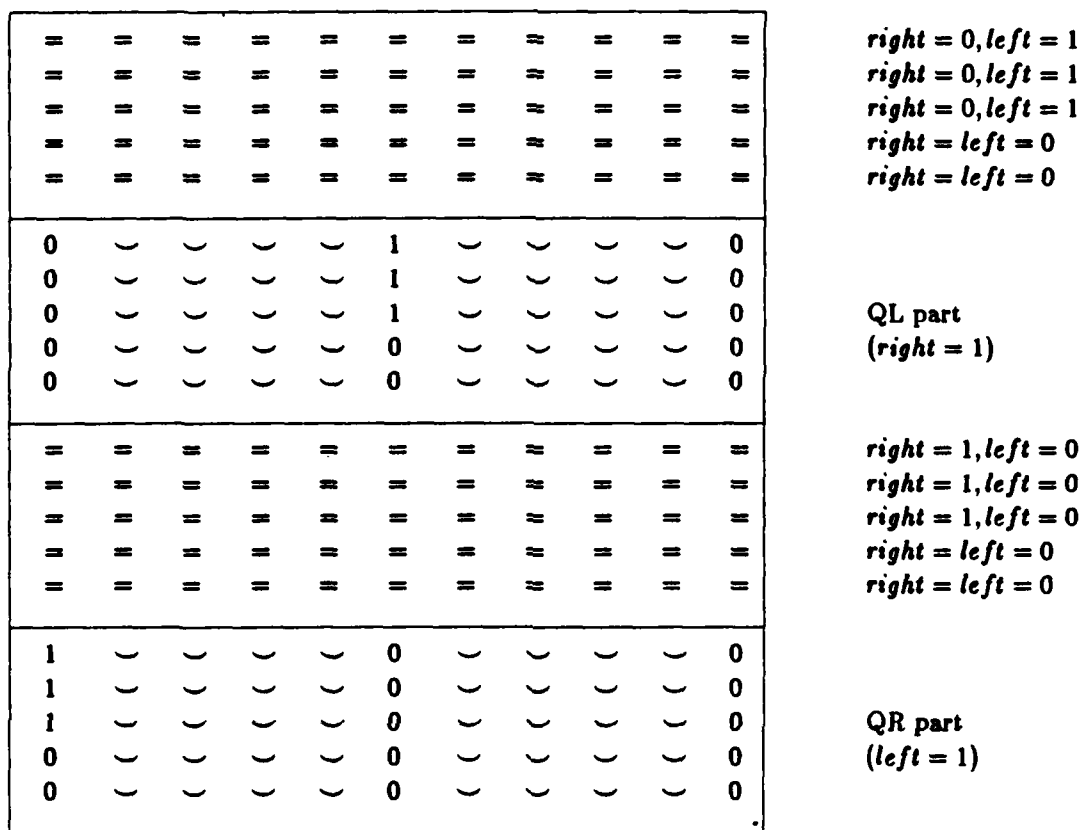 = = = = = = = ≈ = = = right = 0, left = 1
= = = = = = = ≈ = = = right = 0, left = 1
= = = = = = = ≈ = = = right = 0, left = 1
= = = = = = = ≈ = = = right = left = 0
= = = = = = = ≈ = = = right = left = 0
0 ⌣ ⌣ ⌣ ⌣ 1 ⌣ ⌣ ⌣ ⌣ 0
0 ⌣ ⌣ ⌣ ⌣ 1 ⌣ ⌣ ⌣ ⌣ 0
0 ⌣ ⌣ ⌣ ⌣ 1 ⌣ ⌣ ⌣ ⌣ 0 QL part
0 ⌣ ⌣ ⌣ ⌣ 0 ⌣ ⌣ ⌣ ⌣ 0 (right = 1)
0 ⌣ ⌣ ⌣ ⌣ 0 ⌣ ⌣ ⌣ ⌣ 0
= = = = = = = ≈ = = = right = 1, left = 0
= = = = = = = ≈ = = = right = 1, left = 0
= = = = = = = ≈ = = = right = 1, left = 0
= = = = = = = ≈ = = = right = left = 0
= = = = = = = ≈ = = = right = left = 0
1 ⌣ ⌣ ⌣ ⌣ 0 ⌣ ⌣ ⌣ ⌣ 0
1 ⌣ ⌣ ⌣ ⌣ 0 ⌣ ⌣ ⌣ ⌣ 0
1 ⌣ ⌣ ⌣ ⌣ 0 ⌣ ⌣ ⌣ ⌣ 0 QR part
0 ⌣ ⌣ ⌣ ⌣ 0 ⌣ ⌣ ⌣ ⌣ 0 (left = 1)
0 ⌣ ⌣ ⌣ ⌣ 0 ⌣ ⌣ ⌣ ⌣ 0